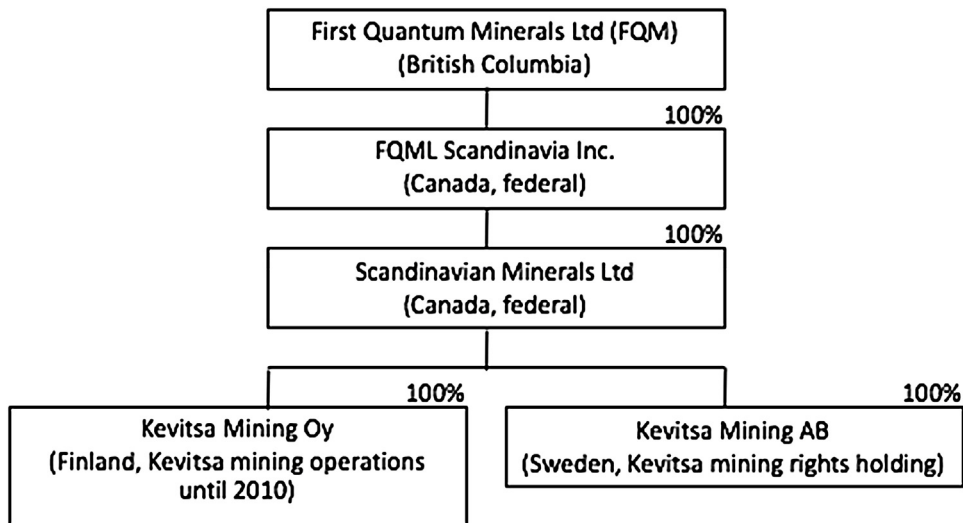 First Quantum Minerals Ltd (FQM)
(British Columbia)
100%
FQML Scandinavia Inc.
(Canada, federal)
100%
Scandinavian Minerals Ltd
(Canada, federal)
100%
100%
Kevitsa Mining Oy
(Finland, Kevitsa mining operations
until 2010)
Kevitsa Mining AB
(Sweden, Kevitsa mining rights holding)